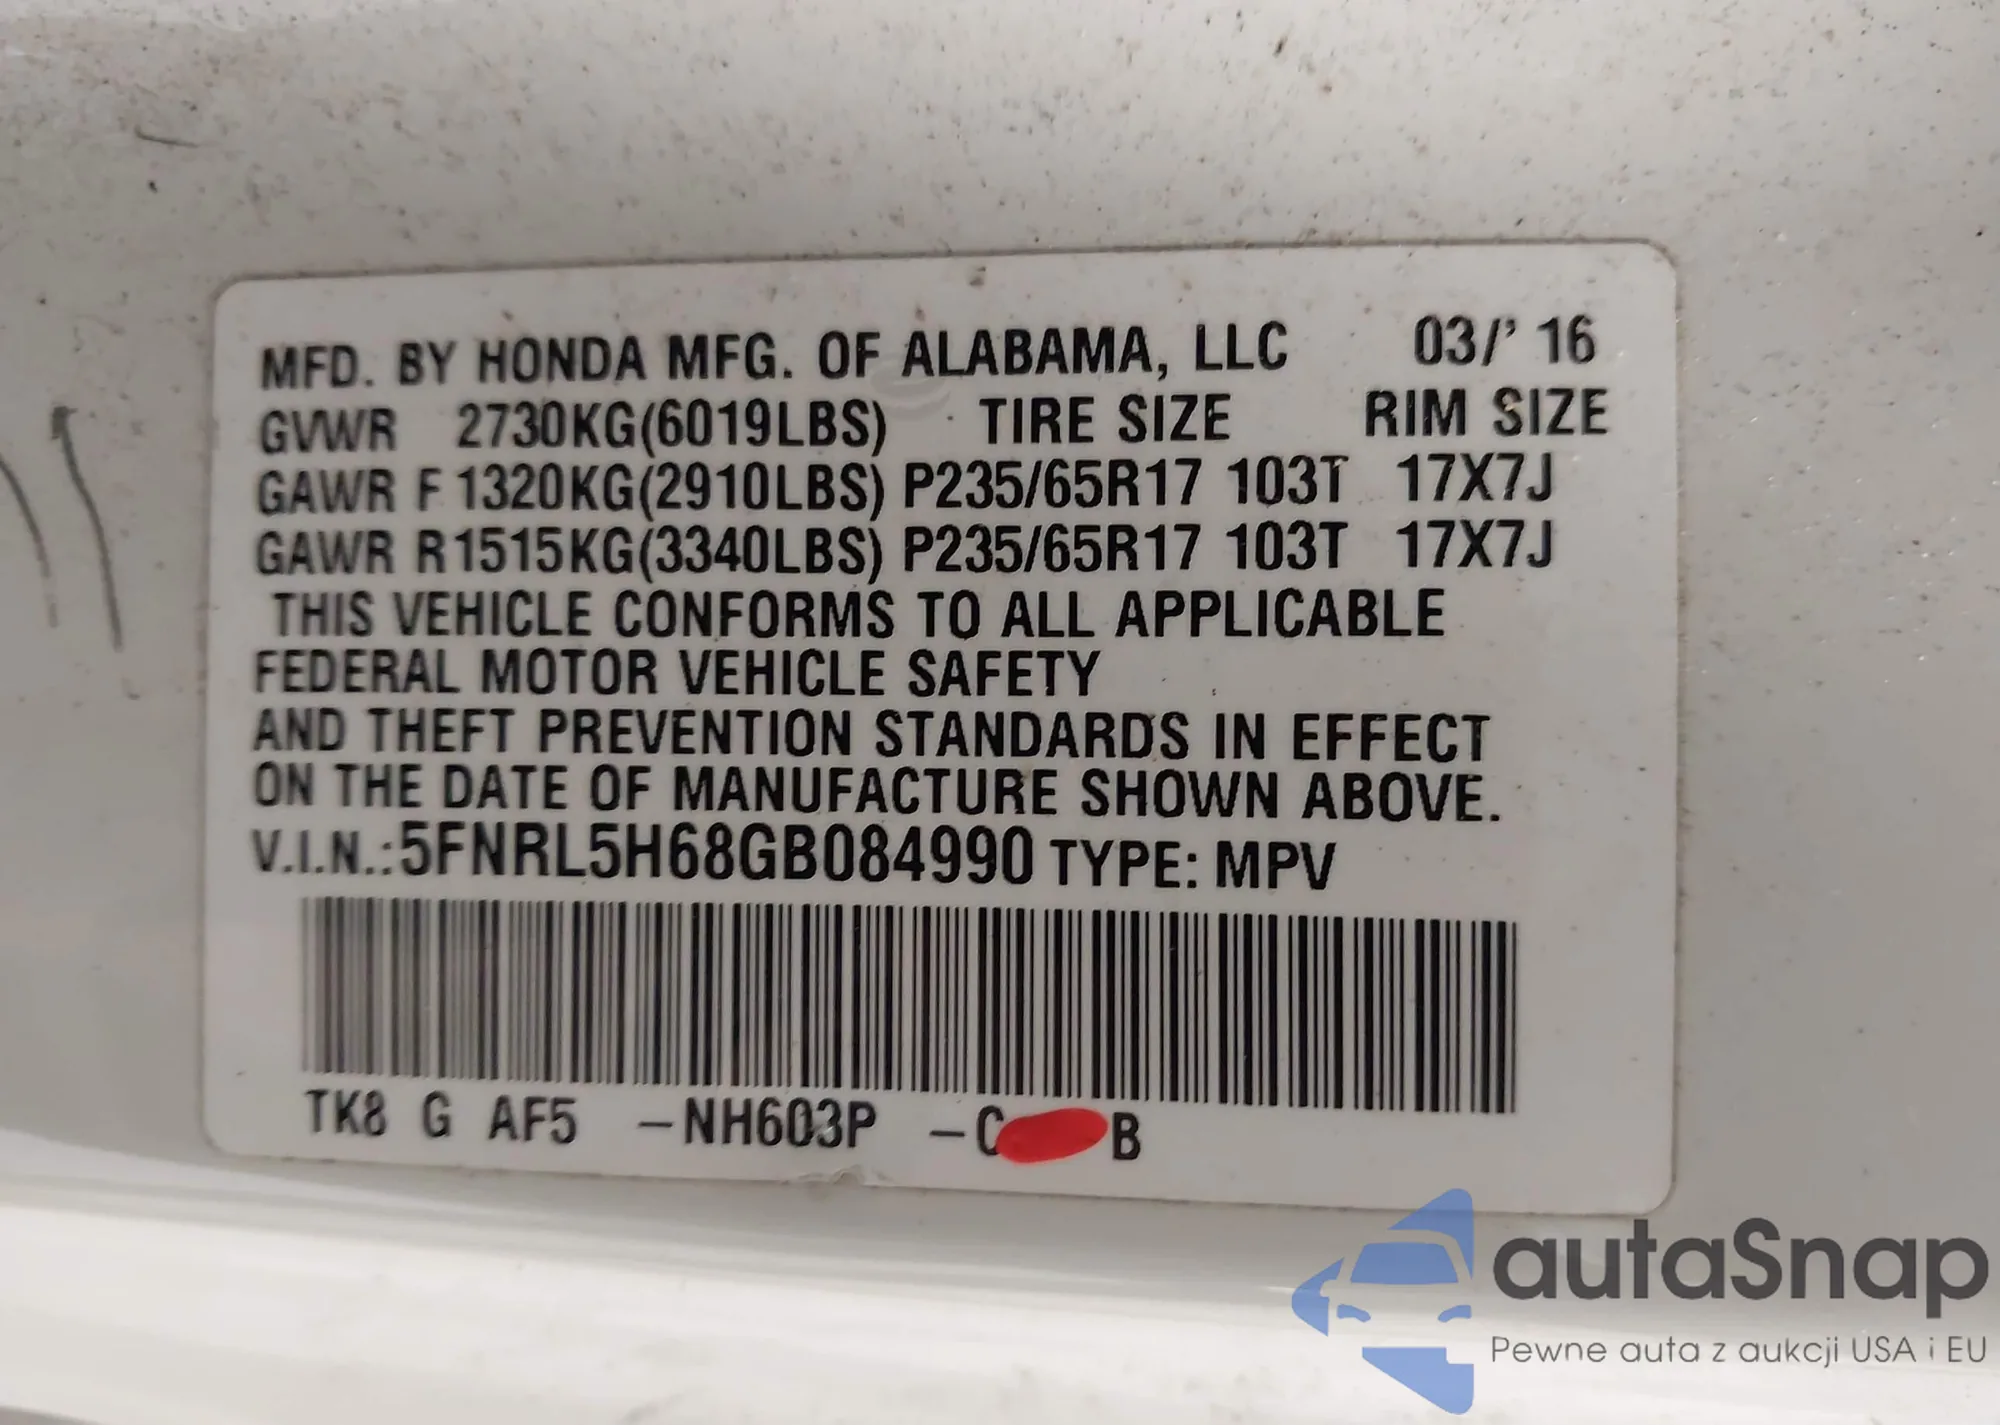 MFD. BY HONDA MFG. OF ALABAMA, LLC 03/' 16
GVWR 2730KG(6019LBS) TIRE SIZE RIM SIZE
GAWR F 1320KG(2910LBS) P235/65R17 103T 17X7J
GAWR R1515KG(3340LBS) P235/65R17 103T 17X7J
THIS VEHICLE CONFORMS TO ALL APPLICABLE
FEDERAL MOTOR VEHICLE SAFETY
AND THEFT PREVENTION STANDARDS IN EFFECT
ON THE DATE OF MANUFACTURE SHOWN ABOVE.
V.I.N.:5FNRL5H68GB084990 TYPE: MPV
TK8 G AF5 -NH603P -C B
autaSnap
Pewne auta z aukcji USA i EU